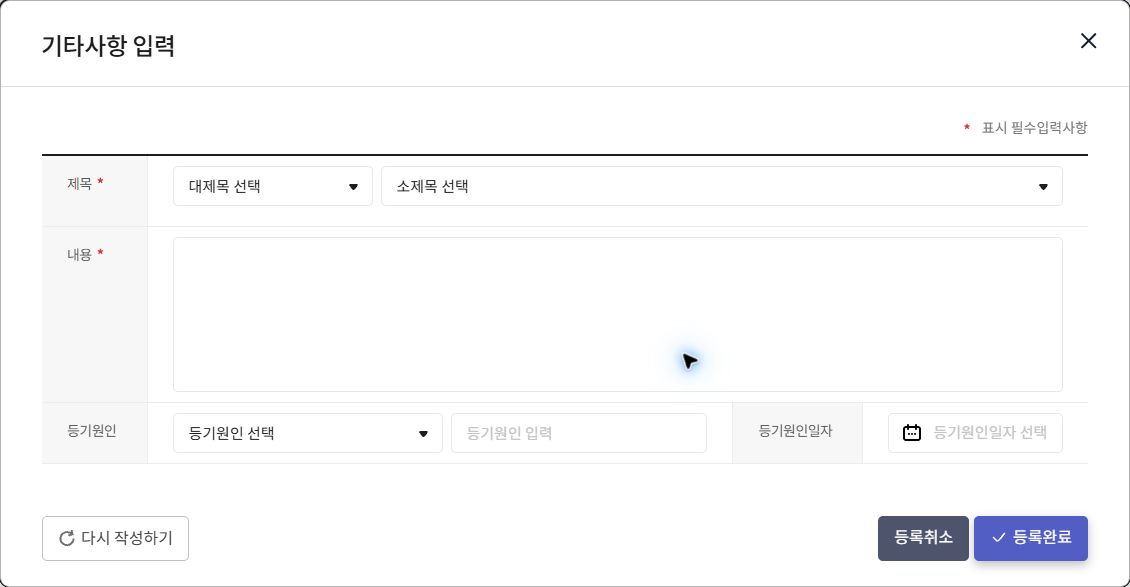 기타사항 입력
* 표시 필수입력사항
제목 * 대제목 선택 소제목 선택
내용 *
등기원인 등기원인 선택 등기원인 입력 등기원인일자 등기원인일자 선택
다시 작성하기 등록취소 등록완료